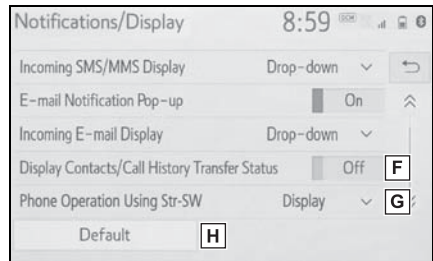 Notifications/Display 8:59
Incoming SMS/MMS Display Drop-down
E-mail Notification Pop-up On
Incoming E-mail Display Drop-down
Display Contacts/Call History Transfer Status Off F
Phone Operation Using Str-SW Display G
Default H